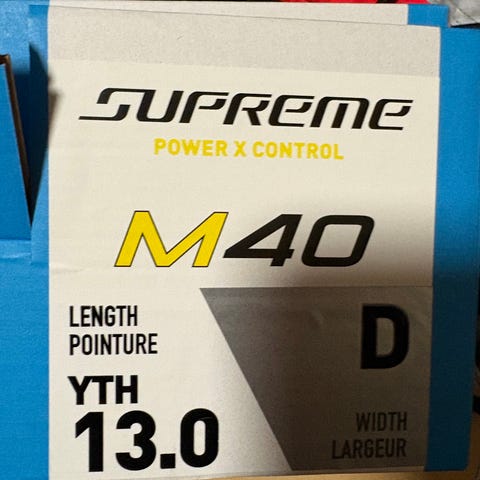 SUPREME
POWER X CONTROL
M40
LENGTH
POINTURE
YTH
13.0
D
WIDTH
LARGEUR